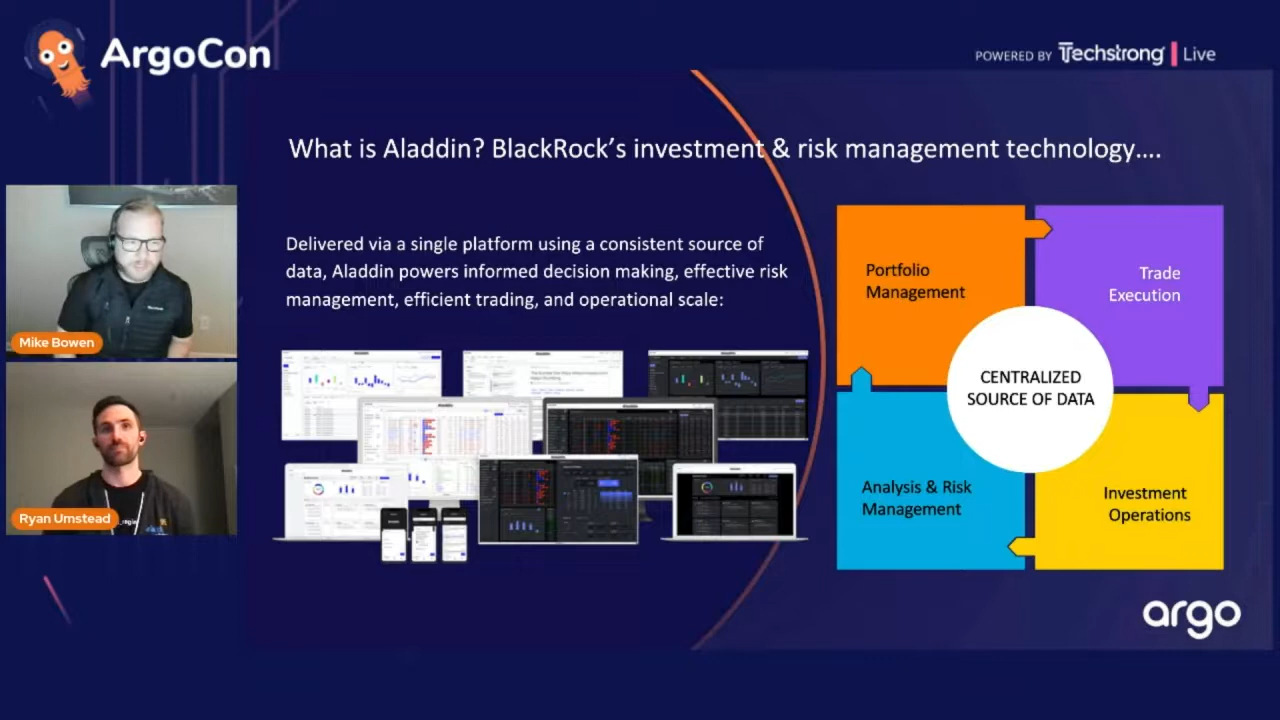 ArgoCon
POWERED BY Techstrong | Live
What is Aladdin? BlackRock's investment & risk management technology....
Delivered via a single platform using a consistent source of
data, Aladdin powers informed decision making, effective risk
management, efficient trading, and operational scale:
Portfolio
Management
Trade
Execution
CENTRALIZED
SOURCE OF DATA
Analysis & Risk
Management
Investment
Operations
Mike Bowen
Ryan Umstead
argo